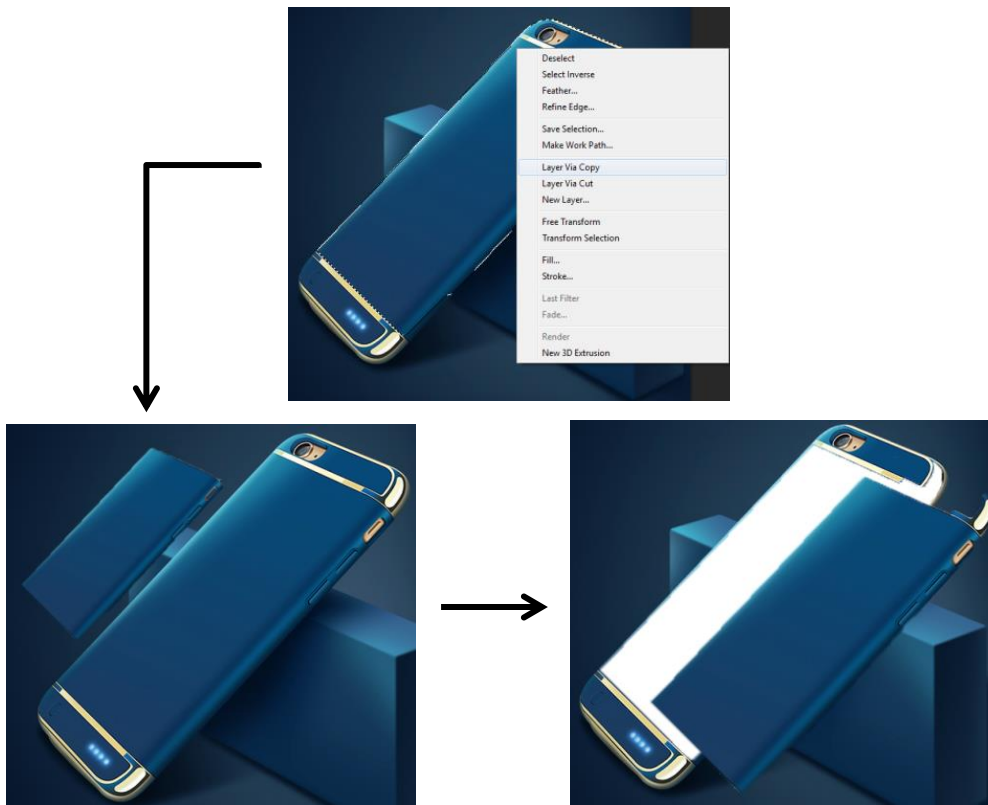 Deselect
Select Inverse
Feather...
Refine Edge...
Save Selection...
Make Work Path...
Layer Via Copy
Layer Via Cut
New Layer...
Free Transform
Transform Selection
Fill...
Stroke...
Last Filter
Fade...
Render
New 3D Extrusion